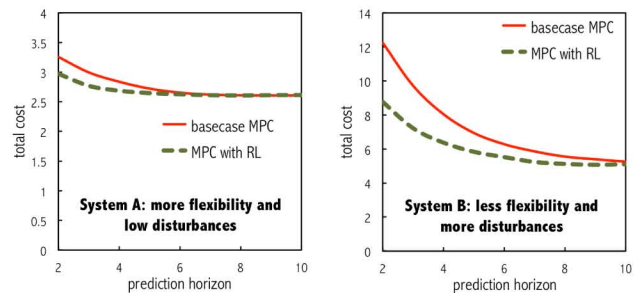 4
3.5
3
2.5
2
1.5
1
0.5
0
total cost
basecase MPC
MPC with RL
System A: more flexibility and
low disturbances
2 4 6 8 10
prediction horizon
14
12
10
8
6
4
2
0
total cost
basecase MPC
MPC with RL
System B: less flexibility and
more disturbances
2 4 6 8 10
prediction horizon